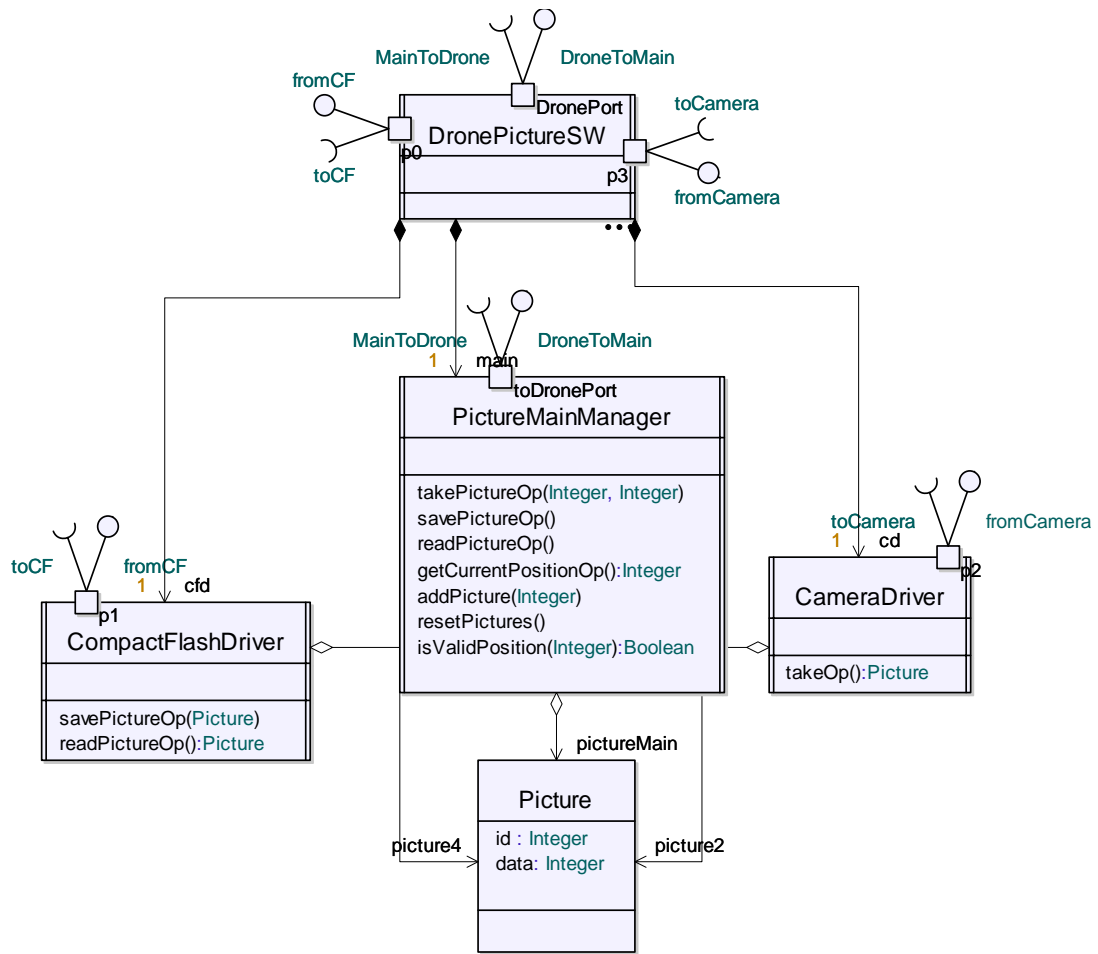 MainToDrone
DroneToMain
fromCF
toCamera
DronePort
DronePictureSW
p0
toCF
p3
fromCamera
...
MainToDrone
DroneToMain
1
main
toDronePort
PictureMainManager
takePictureOp(Integer, Integer)
savePictureOp()
readPictureOp()
getCurrentPositionOp():Integer
addPicture(Integer)
resetPictures()
isValidPosition(Integer):Boolean
toCF
fromCF
1
cfd
p1
CompactFlashDriver
savePictureOp(Picture)
readPictureOp():Picture
toCamera
fromCamera
1
cd
p2
CameraDriver
takeOp():Picture
pictureMain
Picture
id : Integer
data: Integer
picture4
picture2